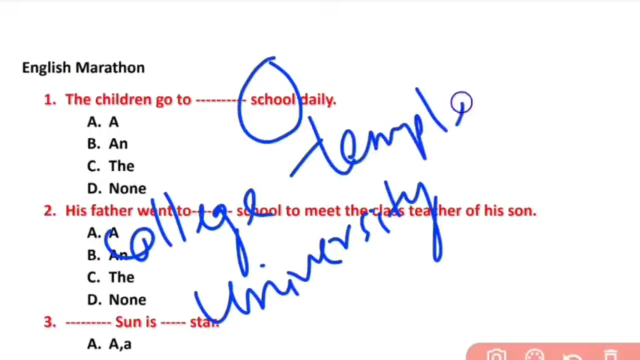 English Marathon
1. The children go to ---------- school daily.
A. A
B. An
C. The
D. None
temple
2. His father went to-------- school to meet the class teacher of his son.
A. A
B. An
C. The
D. None
college
university
3. --------- Sun is ----- star.
A. A,a